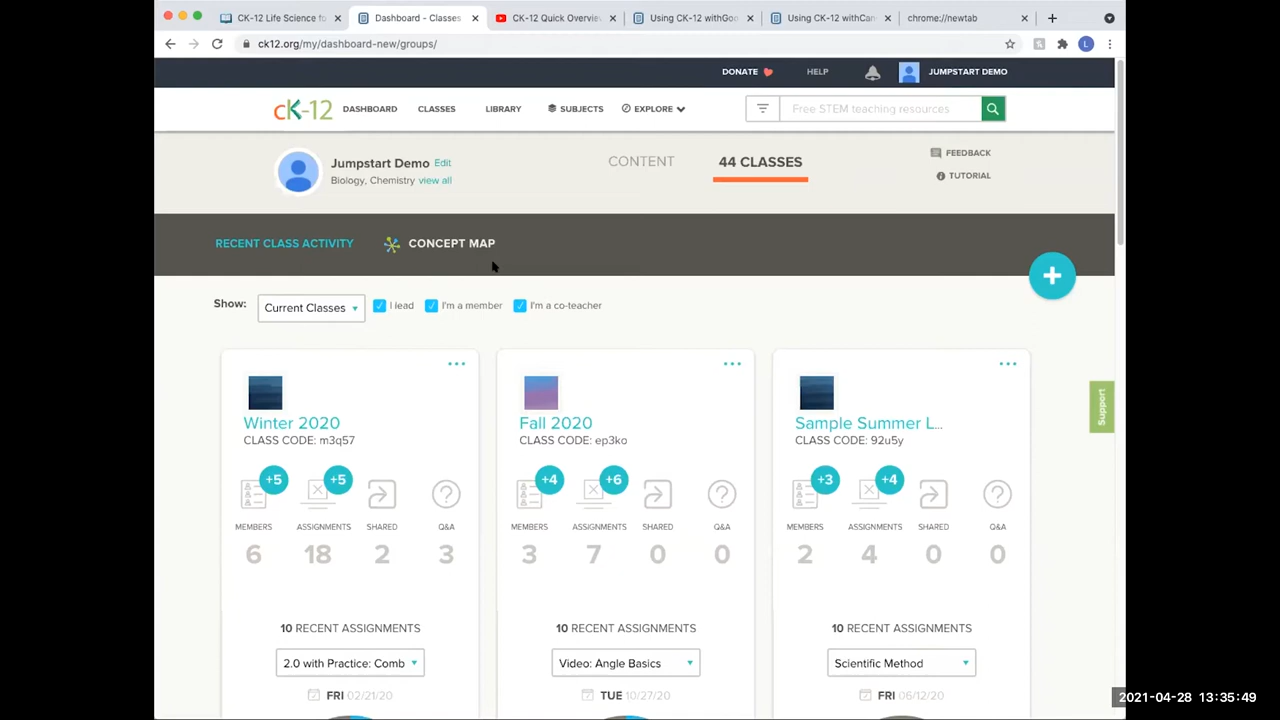 CK-12 Life Science fo
Dashboard - Classes
CK-12 Quick Overview
Using CK-12 withGoo
Using CK-12 withCan
chrome://newtab
ck12.org/my/dashboard-new/groups/
L
DONATE
HELP
JUMPSTART DEMO
cK-12
DASHBOARD
CLASSES
LIBRARY
SUBJECTS
EXPLORE
Free STEM teaching resources
Jumpstart Demo Edit
Biology, Chemistry view all
CONTENT
44 CLASSES
FEEDBACK
TUTORIAL
RECENT CLASS ACTIVITY
CONCEPT MAP
+
Show:
Current Classes
I lead
I'm a member
I'm a co-teacher
Winter 2020
CLASS CODE: m3q57
+5
+5
MEMBERS
ASSIGNMENTS
SHARED
Q&A
6
18
2
3
10 RECENT ASSIGNMENTS
2.0 with Practice: Comb
FRI 02/21/20
Fall 2020
CLASS CODE: ep3ko
+4
+6
MEMBERS
ASSIGNMENTS
SHARED
Q&A
3
7
0
0
10 RECENT ASSIGNMENTS
Video: Angle Basics
TUE 10/27/20
Sample Summer L...
CLASS CODE: 92u5y
+3
+4
MEMBERS
ASSIGNMENTS
SHARED
Q&A
2
4
0
0
10 RECENT ASSIGNMENTS
Scientific Method
FRI 06/12/20
Support
2021-04-28 13:35:49